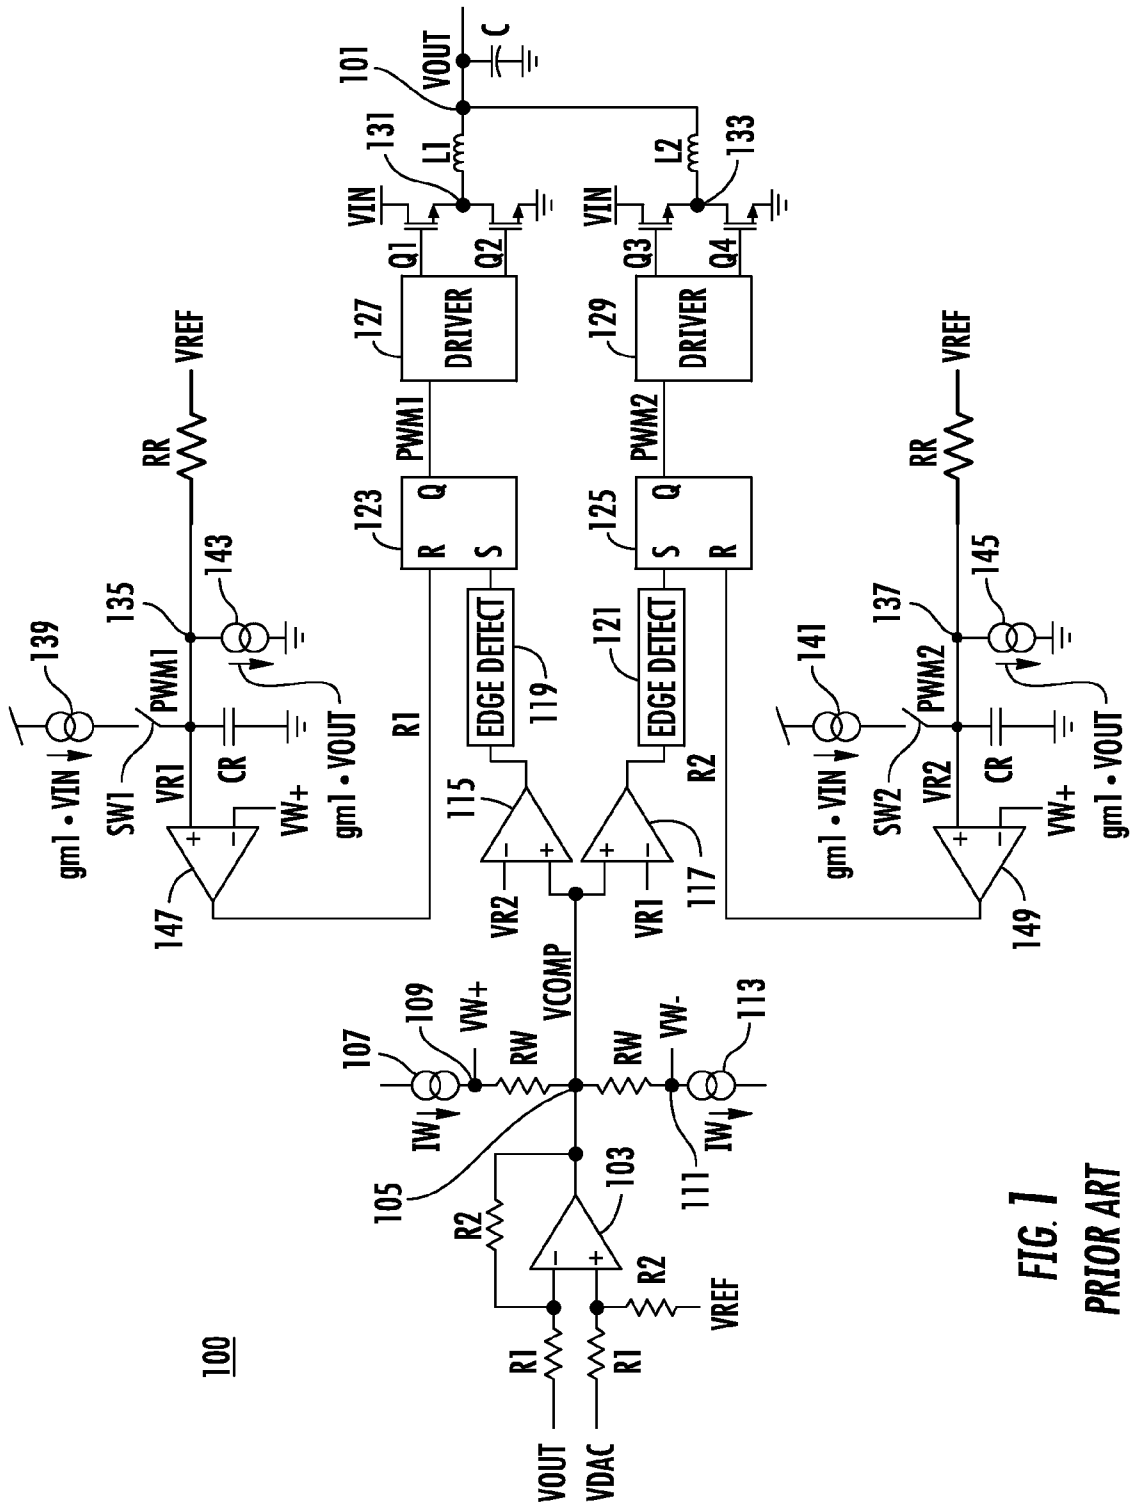 100
VOUT
VDAC
R1
R1
R2
R2
VREF
−
+
103
105
107
IW
109
VW+
RW
VCOMP
RW
VW-
111
IW
113
VR2
VR1
−
+
+
−
115
117
EDGE DETECT
119
EDGE DETECT
121
R1
R2
147
+
−
VW+
VR1
SW1
gm1•VIN
139
PWM1
CR
135
143
gm1•VOUT
RR
VREF
123
R
S
Q
PWM1
127
DRIVER
Q1
Q2
VIN
131
L1
101
VOUT
C
125
S
R
Q
PWM2
129
DRIVER
Q3
Q4
VIN
133
L2
149
+
−
VW+
VR2
SW2
gm1•VIN
141
PWM2
CR
137
145
gm1•VOUT
RR
VREF
FIG. 1
PRIOR ART